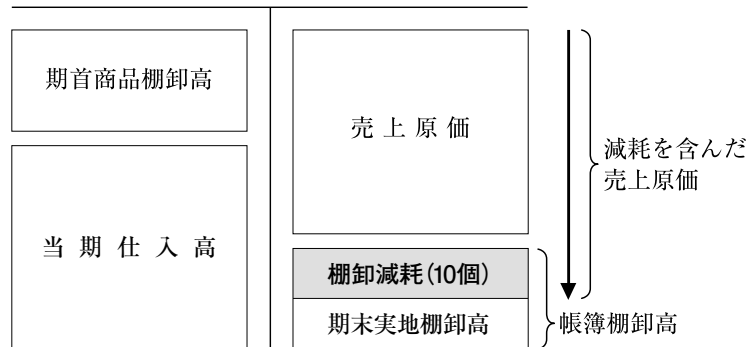 期首商品棚卸高
当期仕入高
売上原価
棚卸減耗(10個)
期末実地棚卸高
減耗を含んだ
売上原価
帳簿棚卸高